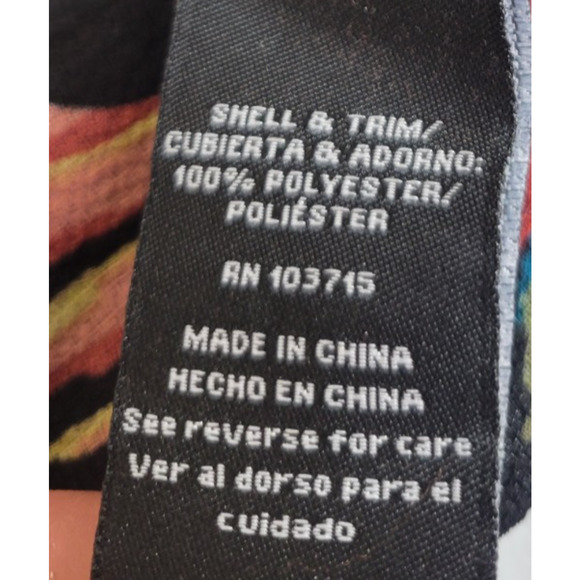 SHELL & TRIM/
CUBIERTA & ADORNO:
100% POLYESTER/
POLIÉSTER
RN 103715
MADE IN CHINA
HECHO EN CHINA
See reverse for care
Ver al dorso para el
cuidado